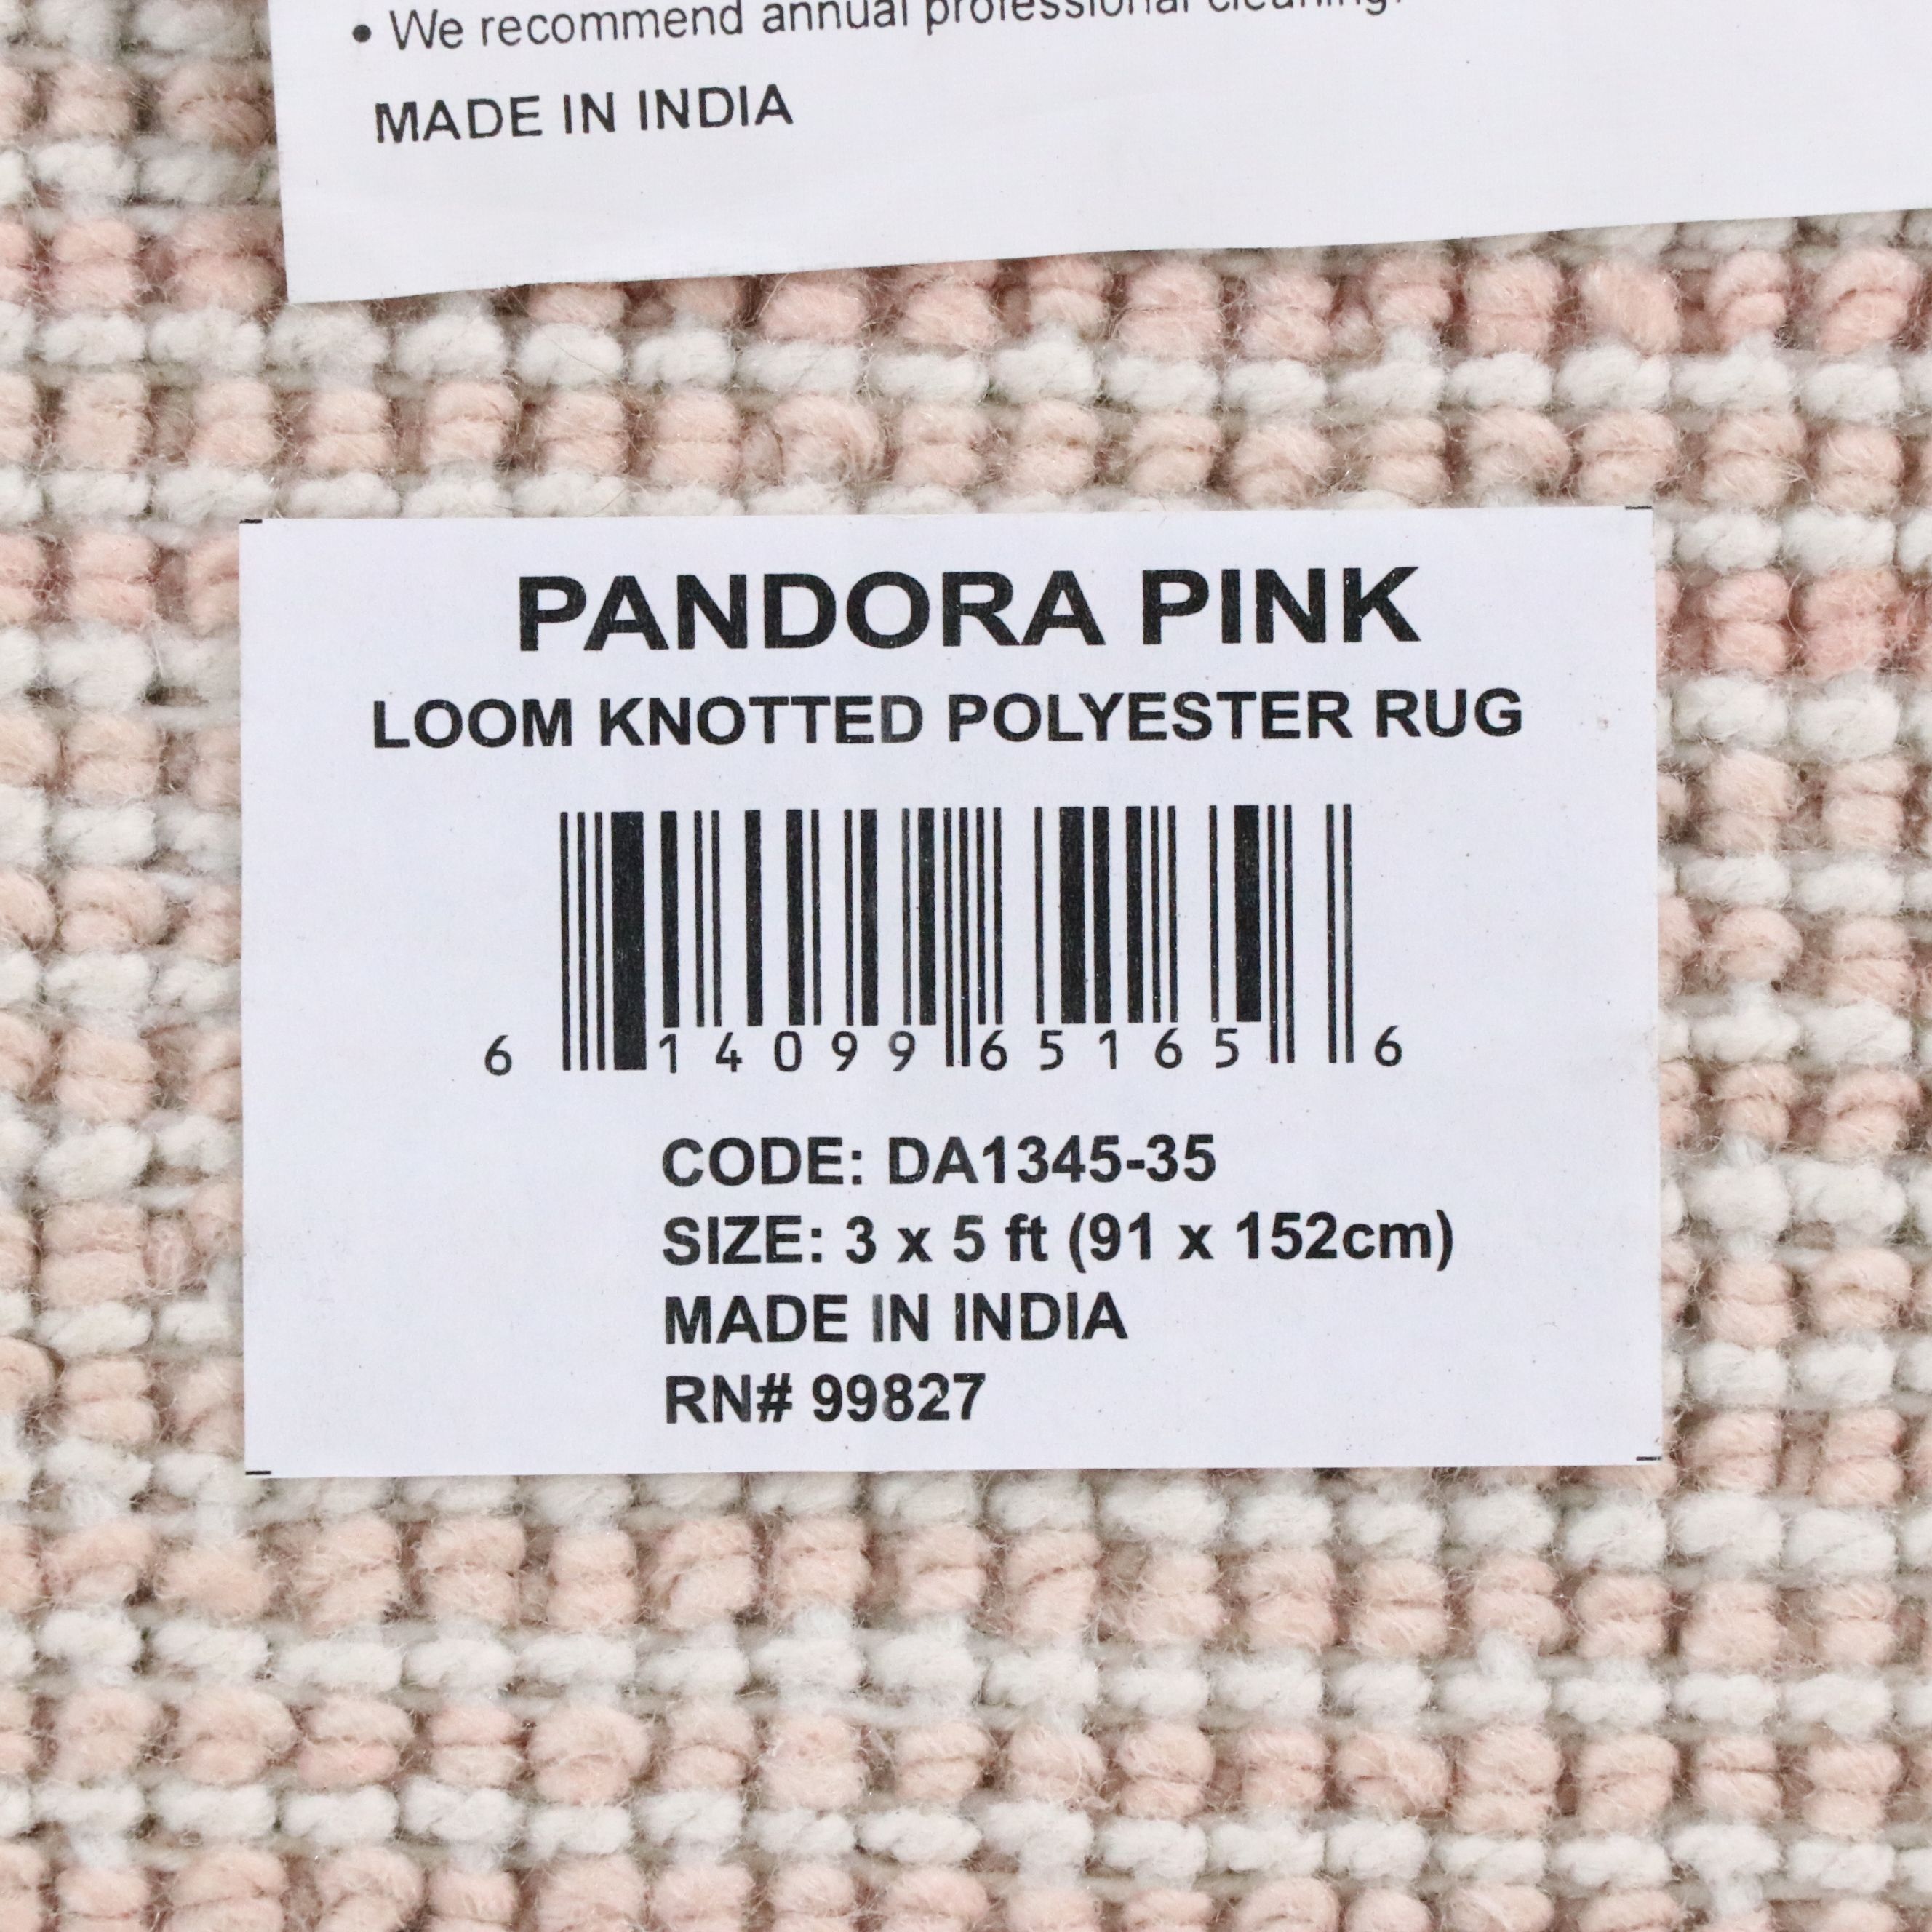 • We recommend annual professional cleaning.
MADE IN INDIA
PANDORA PINK
LOOM KNOTTED POLYESTER RUG
6 14099 65165 6
CODE: DA1345-35
SIZE: 3 x 5 ft (91 x 152cm)
MADE IN INDIA
RN# 99827